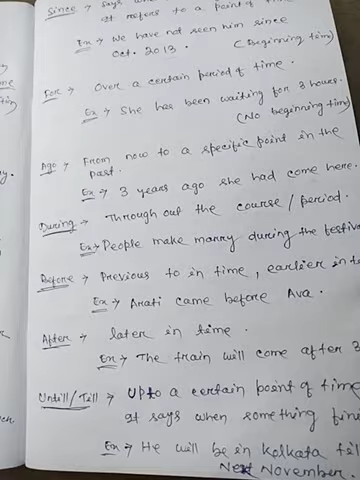 Since → Says
It refers to a point of
Ex → We have not seen him since
Oct. 2013. (Beginning time)
For → Over a certain period of time.
Ex → She has been waiting for 3 hours.
(No beginning time)
Ago → From now to a specific point in the
past.
Ex → 3 years ago she had come here.
During → Through out the course/period.
Ex → People make marry during the festiva
Before → Previous to in time, earlier in t
Ex → Arati came before Ava.
After → later in time.
Ex → The train will come after 3
Untill/Till → Upto a certain point of time
It says when something fini
Ex → He will be in Kolkata til
Next November.